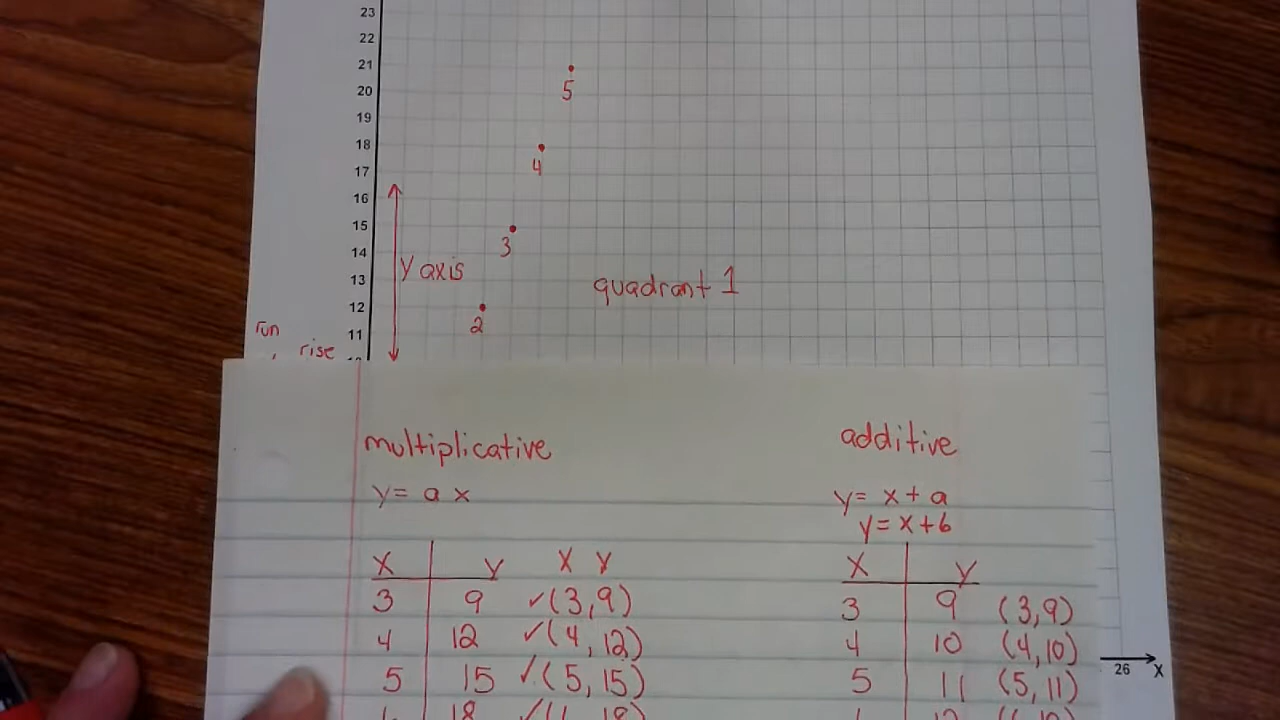 23
22
21
20
19
18
17
16
15
14
13
12
11
5
4
3
2
y axis
quadrant 1
run
, rise
multiplicative
y= a x
X Y X Y
3 9 ✓(3,9)
4 12 ✓(4,12)
5 15 ✓(5,15)
18
additive
y= x+a
y=x+6
X Y
3 9 (3,9)
4 10 (4,10)
5 11 (5,11)
26 X